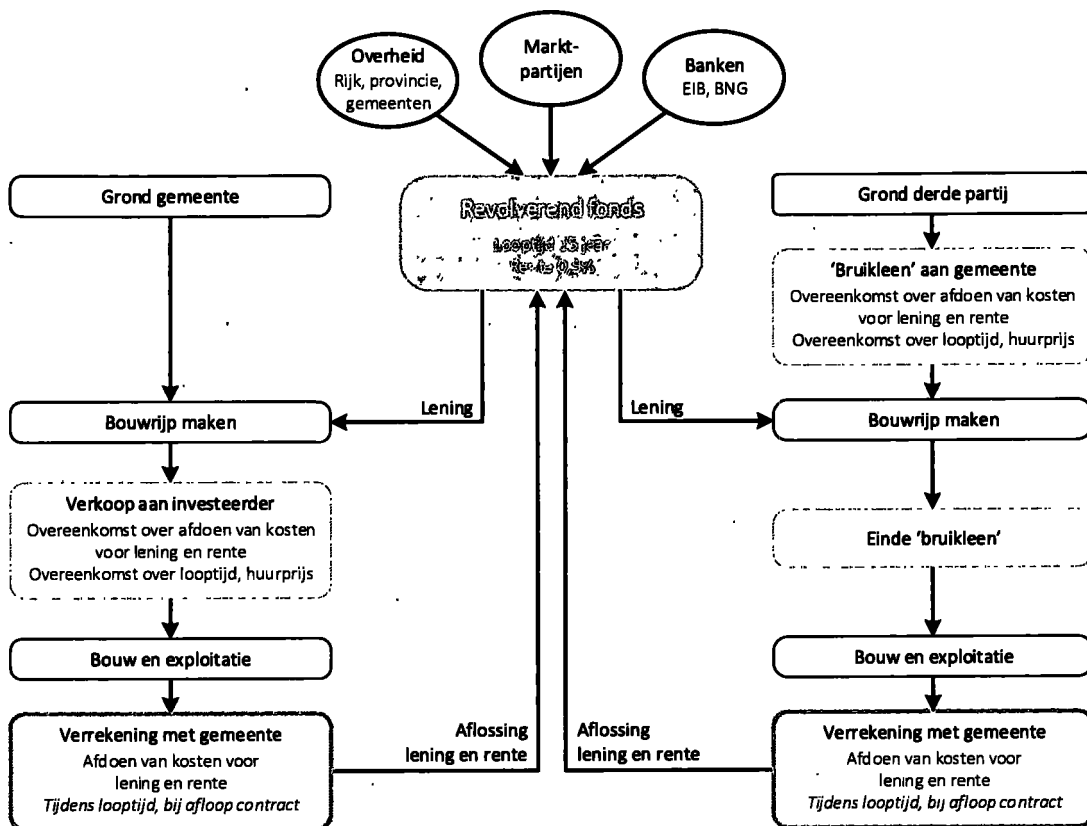 Overheid
Rijk, provincie,
gemeenten
Markt-
partijen
Banken
EIB, BNG
Revolverend fonds
Looptijd 15 jaar
Rente
Grond gemeente
Bouwrijp maken
Verkoop aan investeerder
Overeenkomst over afdoen van kosten
voor lening en rente
Overeenkomst over looptijd, huurprijs
Bouw en exploitatie
Verrekening met gemeente
Afdoen van kosten voor
lening en rente
Tijdens looptijd, bij afloop contract
Lening
Lening
Aflossing
lening en rente
Aflossing
lening en rente
Grond derde partij
'Bruikleen' aan gemeente
Overeenkomst over afdoen van kosten
voor lening en rente
Overeenkomst over looptijd, huurprijs
Bouwrijp maken
Einde 'bruikleen'
Bouw en exploitatie
Verrekening met gemeente
Afdoen van kosten voor
lening en rente
Tijdens looptijd, bij afloop contract